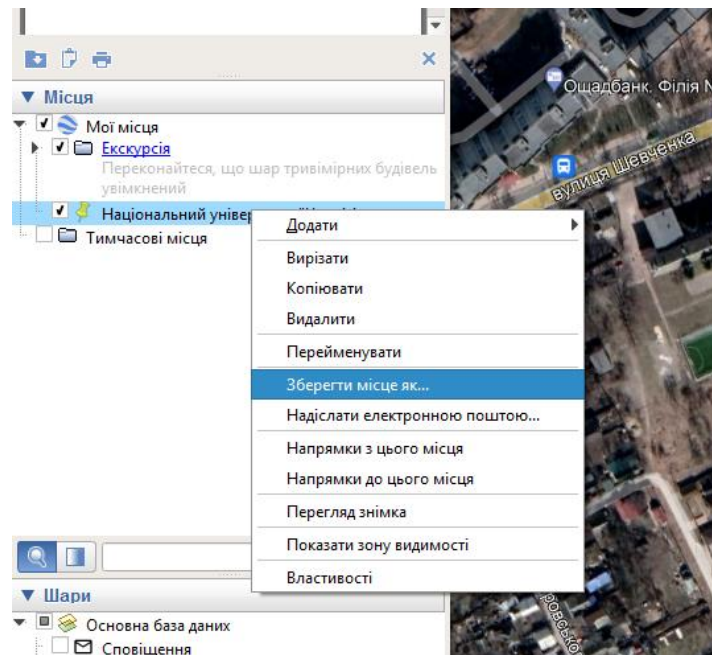 Місця
Мої місця
Екскурсія
Переконайтеся, що шар тривімірних будівель
увімкнений
Національний універ
Тимчасові місця
Додати
Вирізати
Копіювати
Видалити
Перейменувати
Зберегти місце як...
Надіслати електронною поштою...
Напрямки з цього місця
Напрямки до цього місця
Перегляд знімка
Показати зону видимості
Властивості
Шари
Основна база даних
Сповіщення
Ощадбанк. Філія №
вулиця Шевченка